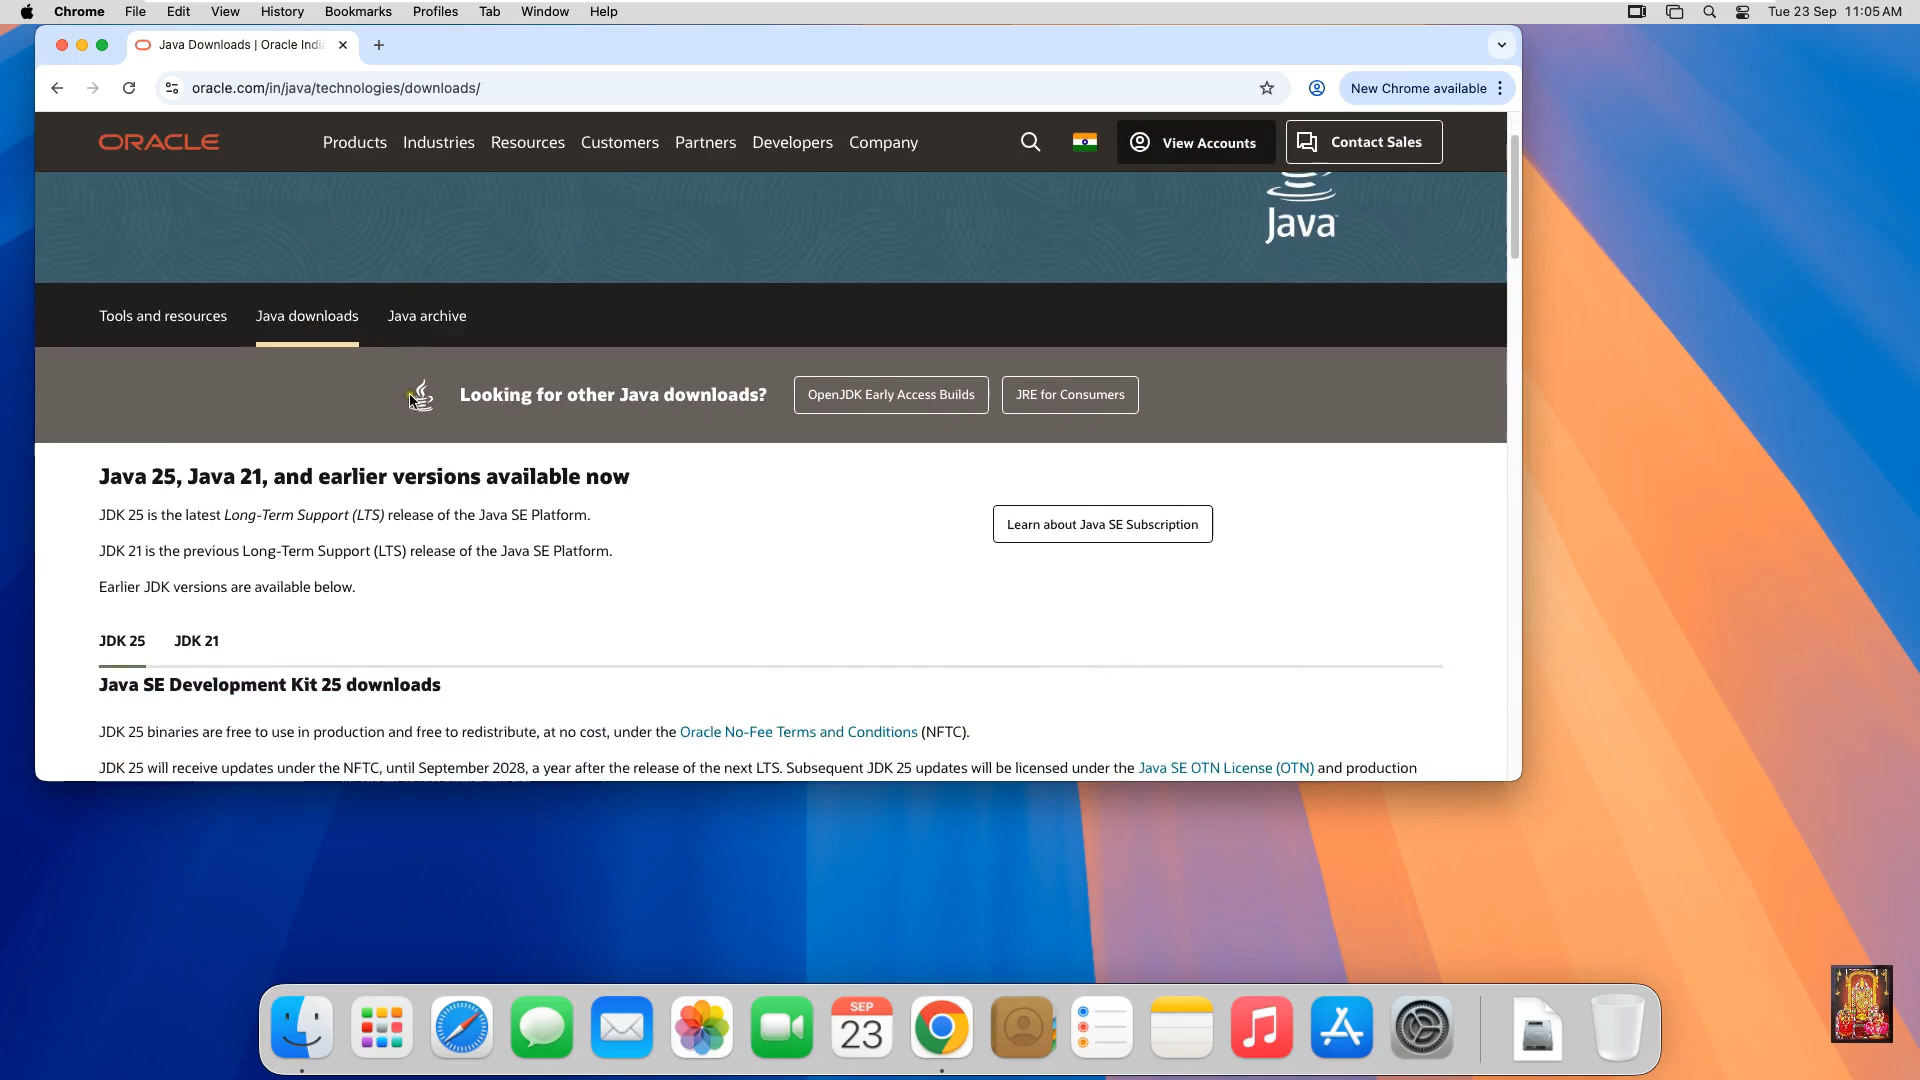 Chrome File Edit View History Bookmarks Profiles Tab Window Help Tue 23 Sep 11:05 AM
Java Downloads | Oracle India
oracle.com/in/java/technologies/downloads/ New Chrome available
ORACLE Products Industries Resources Customers Partners Developers Company View Accounts Contact Sales
Java
Tools and resources Java downloads Java archive
Looking for other Java downloads? OpenJDK Early Access Builds JRE for Consumers
Java 25, Java 21, and earlier versions available now
JDK 25 is the latest Long-Term Support (LTS) release of the Java SE Platform.
Learn about Java SE Subscription
JDK 21 is the previous Long-Term Support (LTS) release of the Java SE Platform.
Earlier JDK versions are available below.
JDK 25 JDK 21
Java SE Development Kit 25 downloads
JDK 25 binaries are free to use in production and free to redistribute, at no cost, under the Oracle No-Fee Terms and Conditions (NFTC).
JDK 25 will receive updates under the NFTC, until September 2028, a year after the release of the next LTS. Subsequent JDK 25 updates will be licensed under the Java SE OTN License (OTN) and production
SEP
23